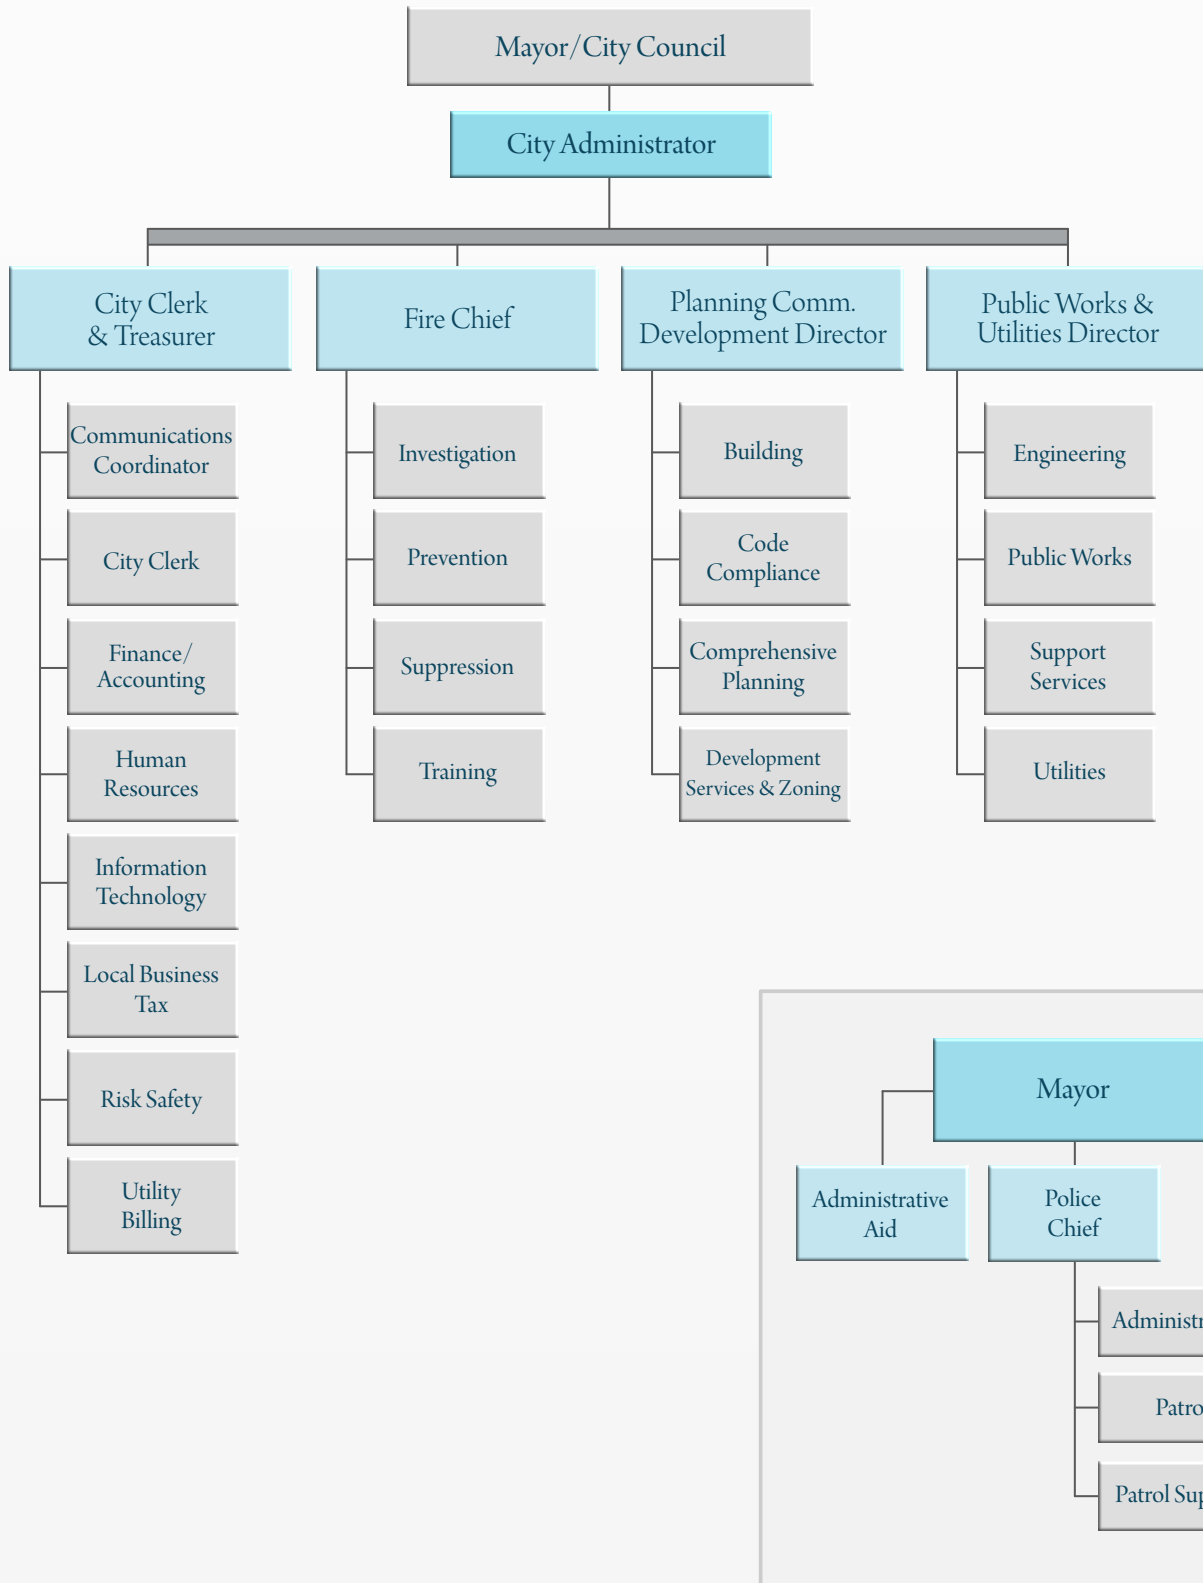 Mayor/City Council
City Administrator
City Clerk
& Treasurer
Fire Chief
Planning Comm.
Development Director
Public Works &
Utilities Director
Communications
Coordinator
City Clerk
Finance/
Accounting
Human
Resources
Information
Technology
Local Business
Tax
Risk Safety
Utility
Billing
Investigation
Prevention
Suppression
Training
Building
Code
Compliance
Comprehensive
Planning
Development
Services & Zoning
Engineering
Public Works
Support
Services
Utilities
Mayor
Administrative
Aid
Police
Chief
Patrol